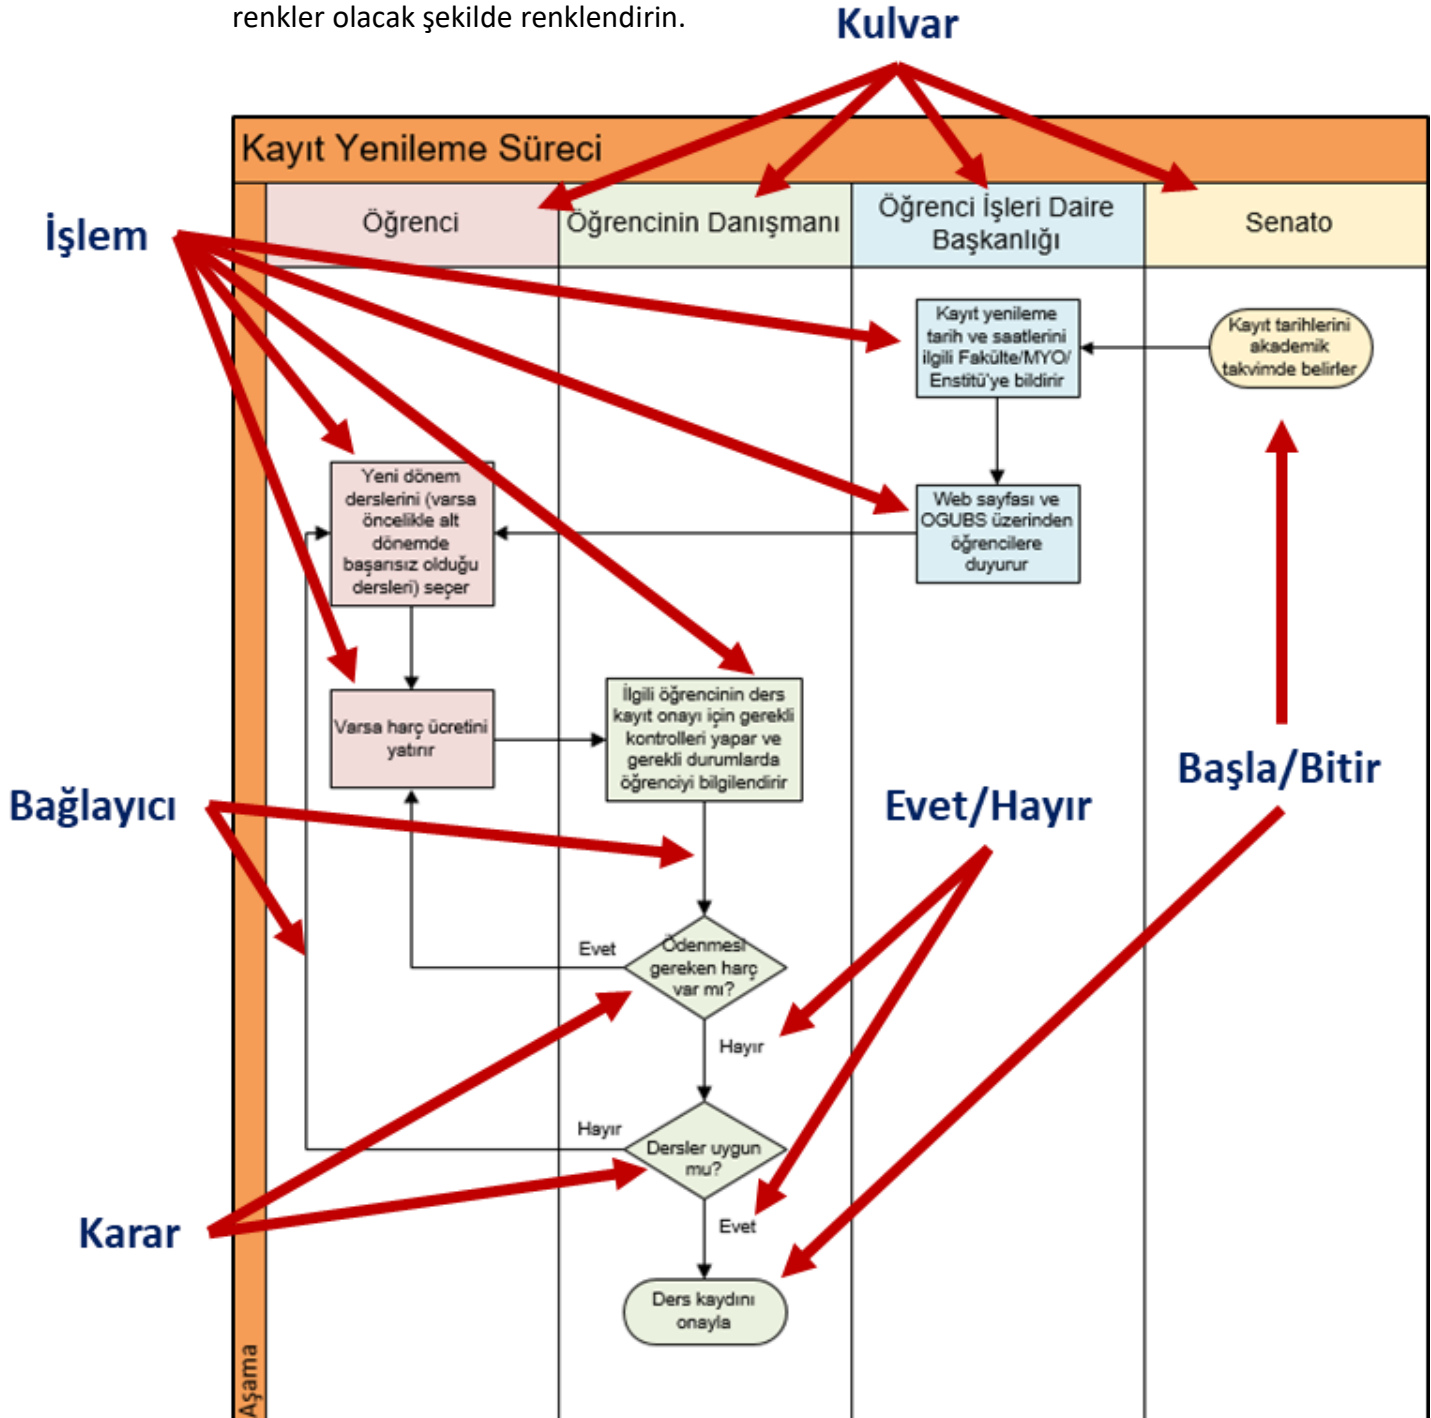 renkler olacak şekilde renklendirin.
Kulvar
Kayıt Yenileme Süreci
İşlem
Öğrenci
Öğrencinin Danışmanı
Öğrenci İşleri Daire
Başkanlığı
Senato
Kayıt yenileme
tarih ve saatlerini
ilgili Fakülte/MYO/
Enstitü'ye bildirir
Kayıt tarihlerini
akademik
takvimde belirler
Yeni dönem
derslerini (varsa
öncelikle alt
dönemde
başarısız olduğu
dersleri) seçer
Web sayfası ve
OGUBS üzerinden
öğrencilere
duyurur
Varsa harç ücretini
yatırır
İlgili öğrencinin ders
kayıt onayı için gerekli
kontrolleri yapar ve
gerekli durumlarda
öğrenciyi bilgilendirir
Başla/Bitir
Bağlayıcı
Evet/Hayır
Evet
Ödenmesi
gereken harç
var mı?
Hayır
Hayır
Dersler uygun
mu?
Karar
Evet
Ders kaydını
onayla
Aşama